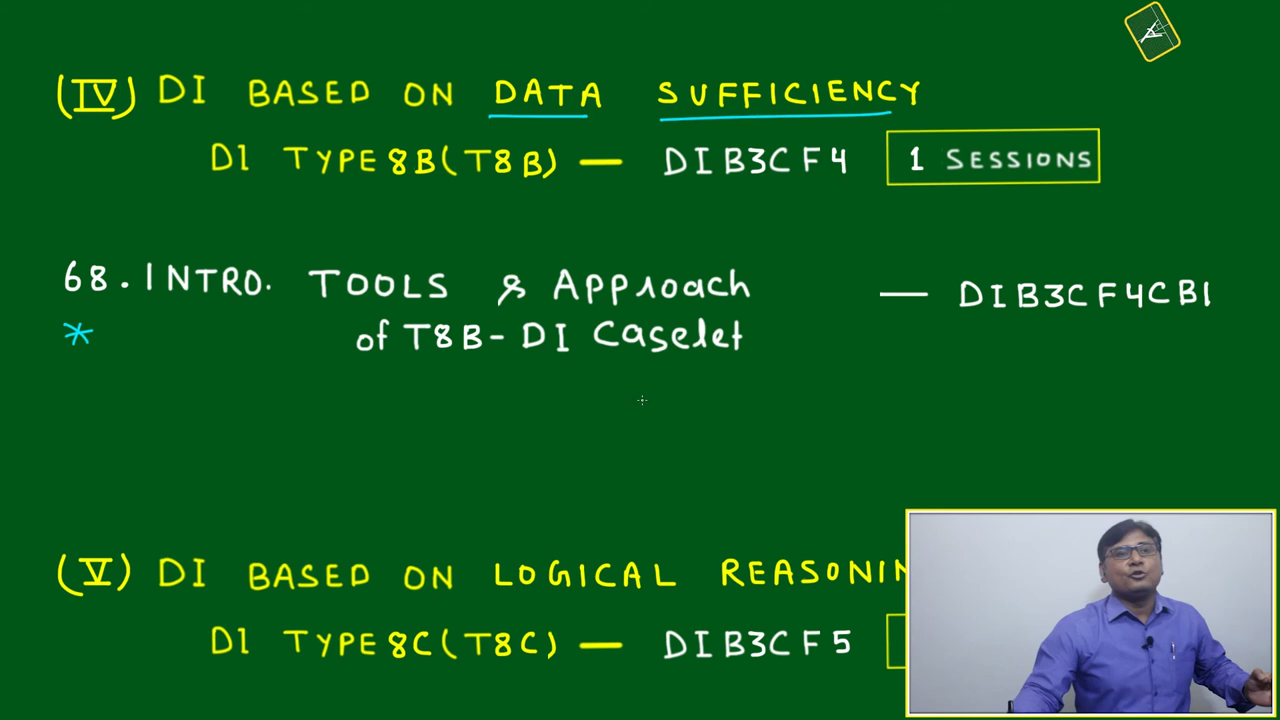 (IV) DI BASED ON DATA SUFFICIENCY
DI TYPE 8B (T8B) — DIB3CF4 1 SESSIONS
68. INTRO. TOOLS & Approach — DIB3CF4CB1
* of T8B - DI Caselet
(V) DI BASED ON LOGICAL REASONIN
DI TYPE 8C (T8C) — DIB3CF5